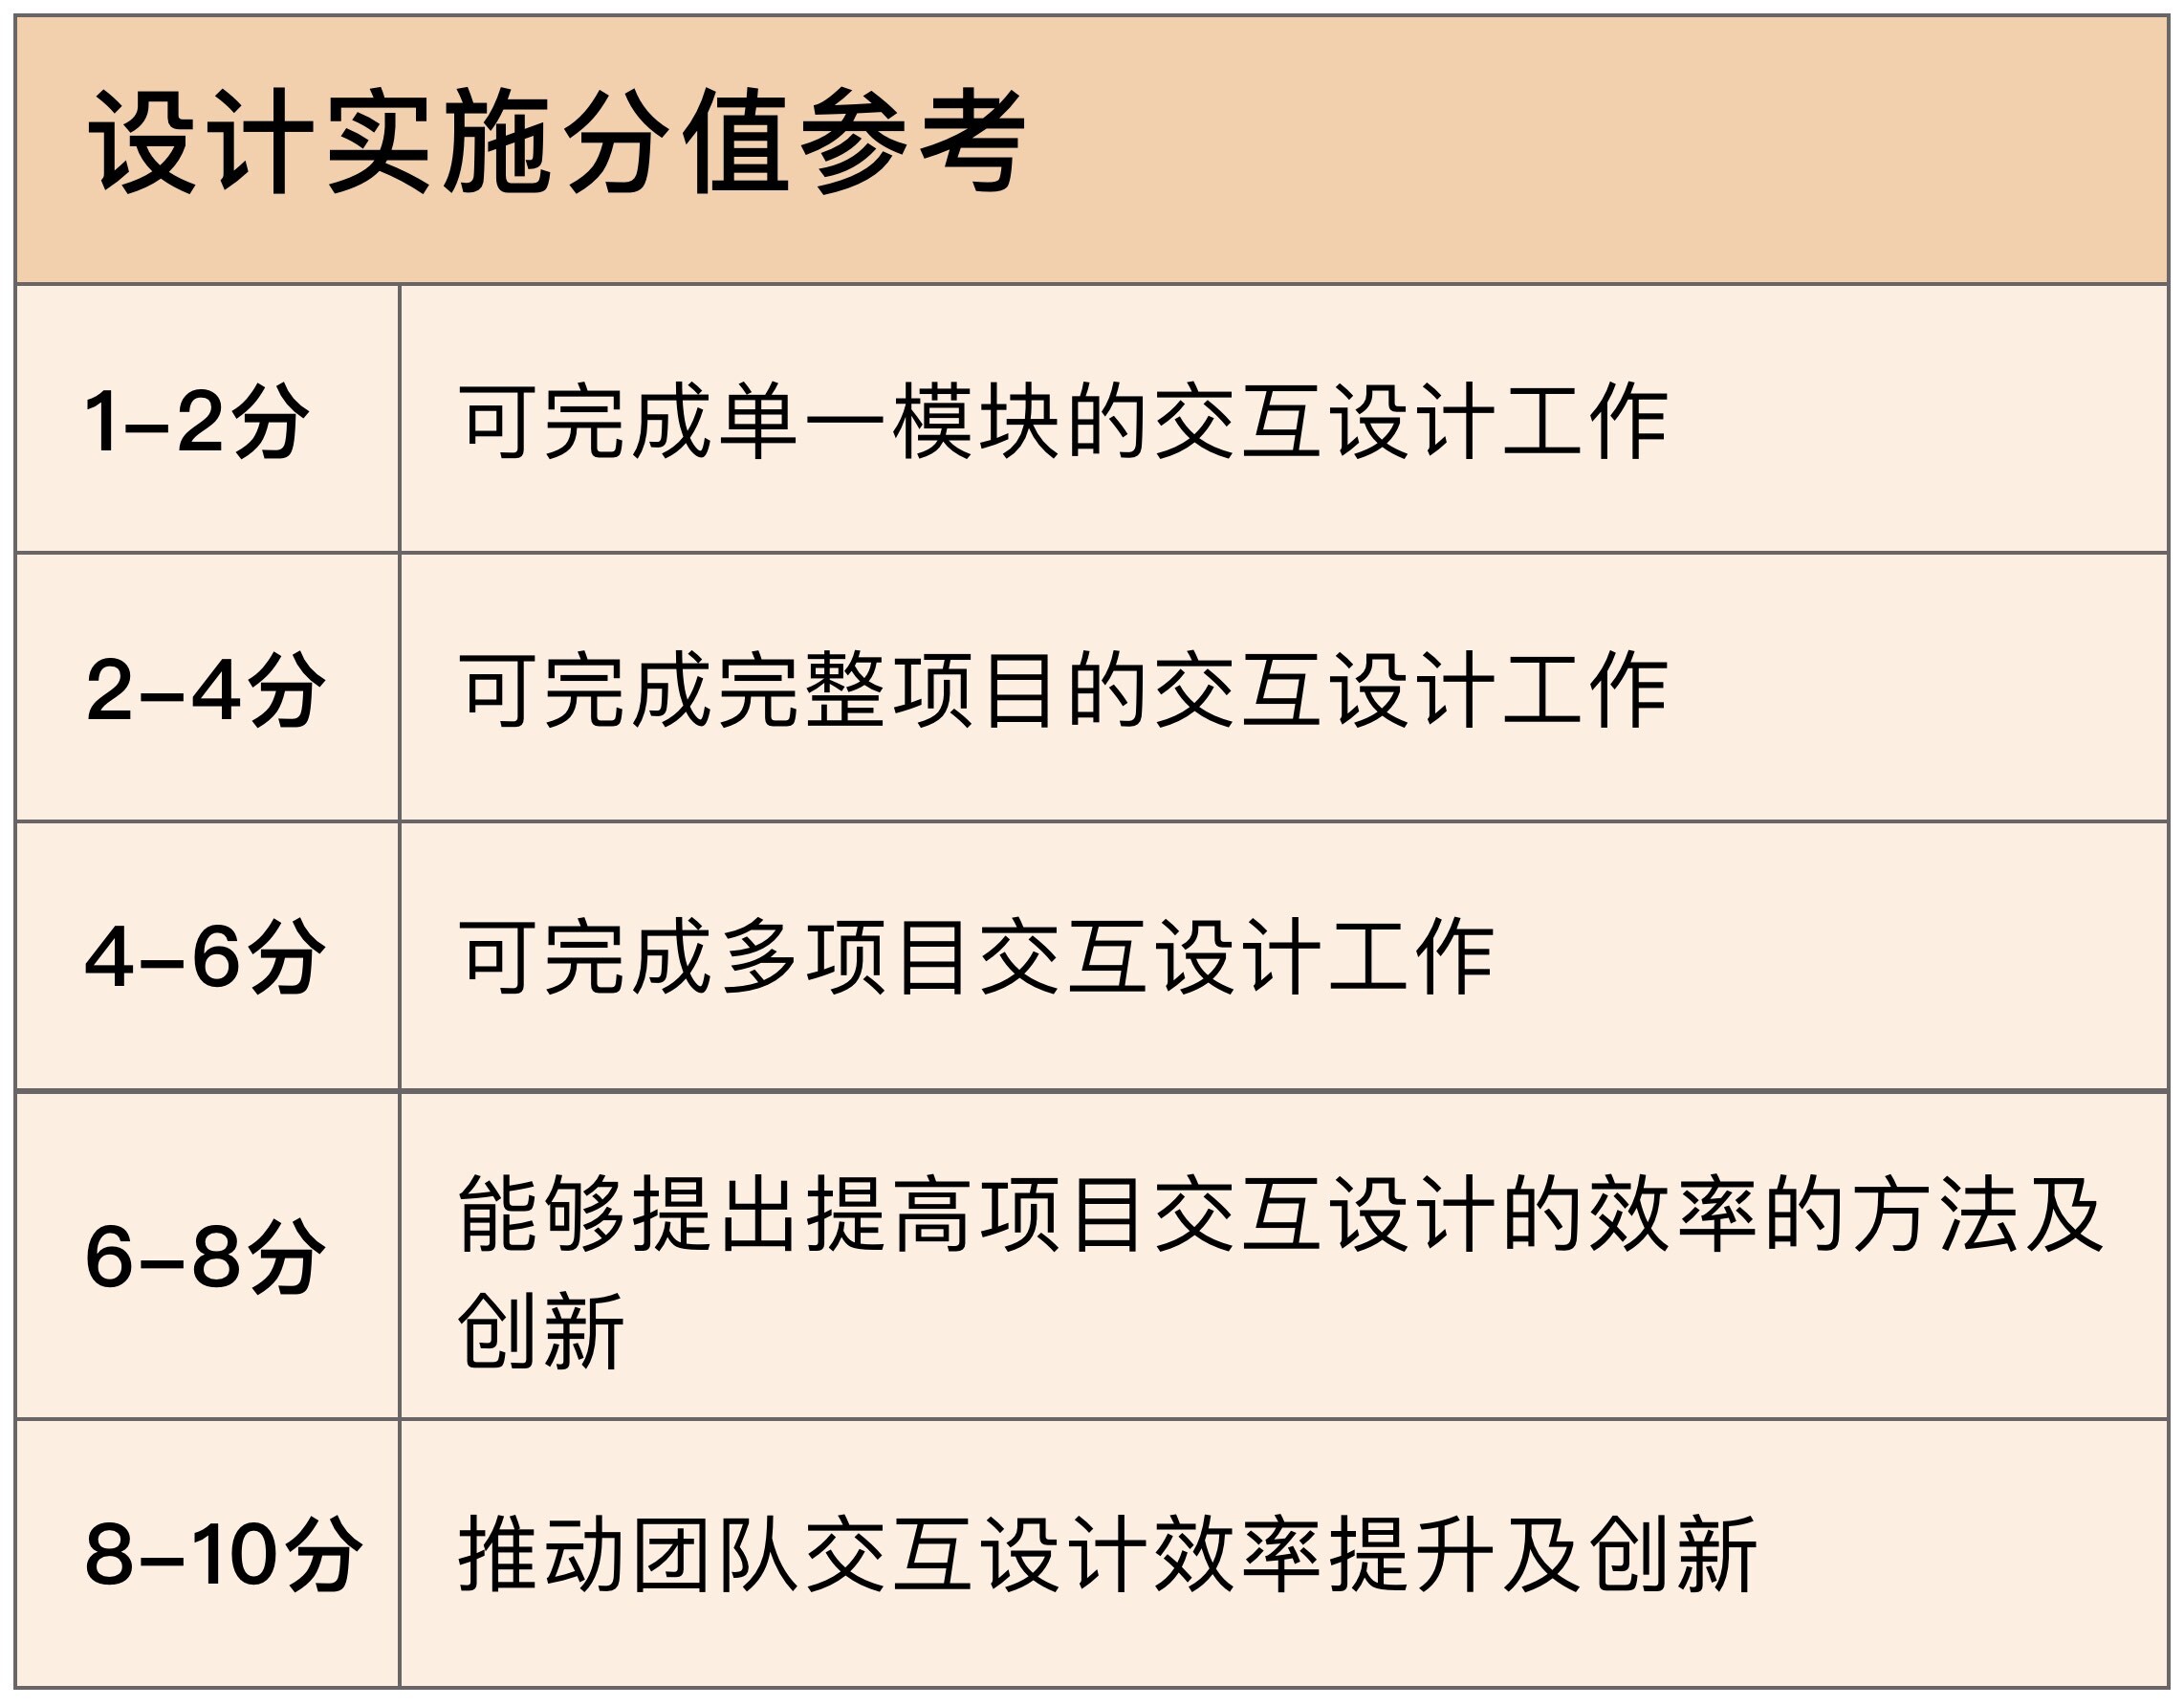 设计实施分值参考
1–2分
可完成单一模块的交互设计工作
2–4分
可完成完整项目的交互设计工作
4–6分
可完成多项目交互设计工作
6–8分
能够提出提高项目交互设计的效率的方法及
创新
8–10分
推动团队交互设计效率提升及创新